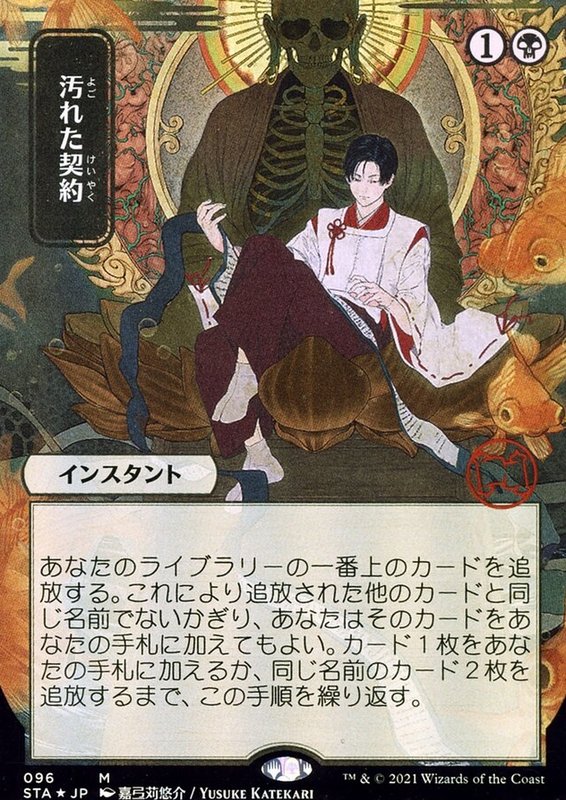 汚れた契約
よご
けいやく
1
インスタント
あなたのライブラリーの一番上のカードを追
放する。これにより追放された他のカードと同
じ名前でないかぎり、あなたはそのカードをあ
なたの手札に加えてもよい。カード１枚をあな
たの手札に加えるか、同じ名前のカード２枚を
追放するまで、この手順を繰り返す。
096 M
STA ★ JP 嘉弓苅悠介 / YUSUKE KATEKARI
™ & © 2021 Wizards of the Coast